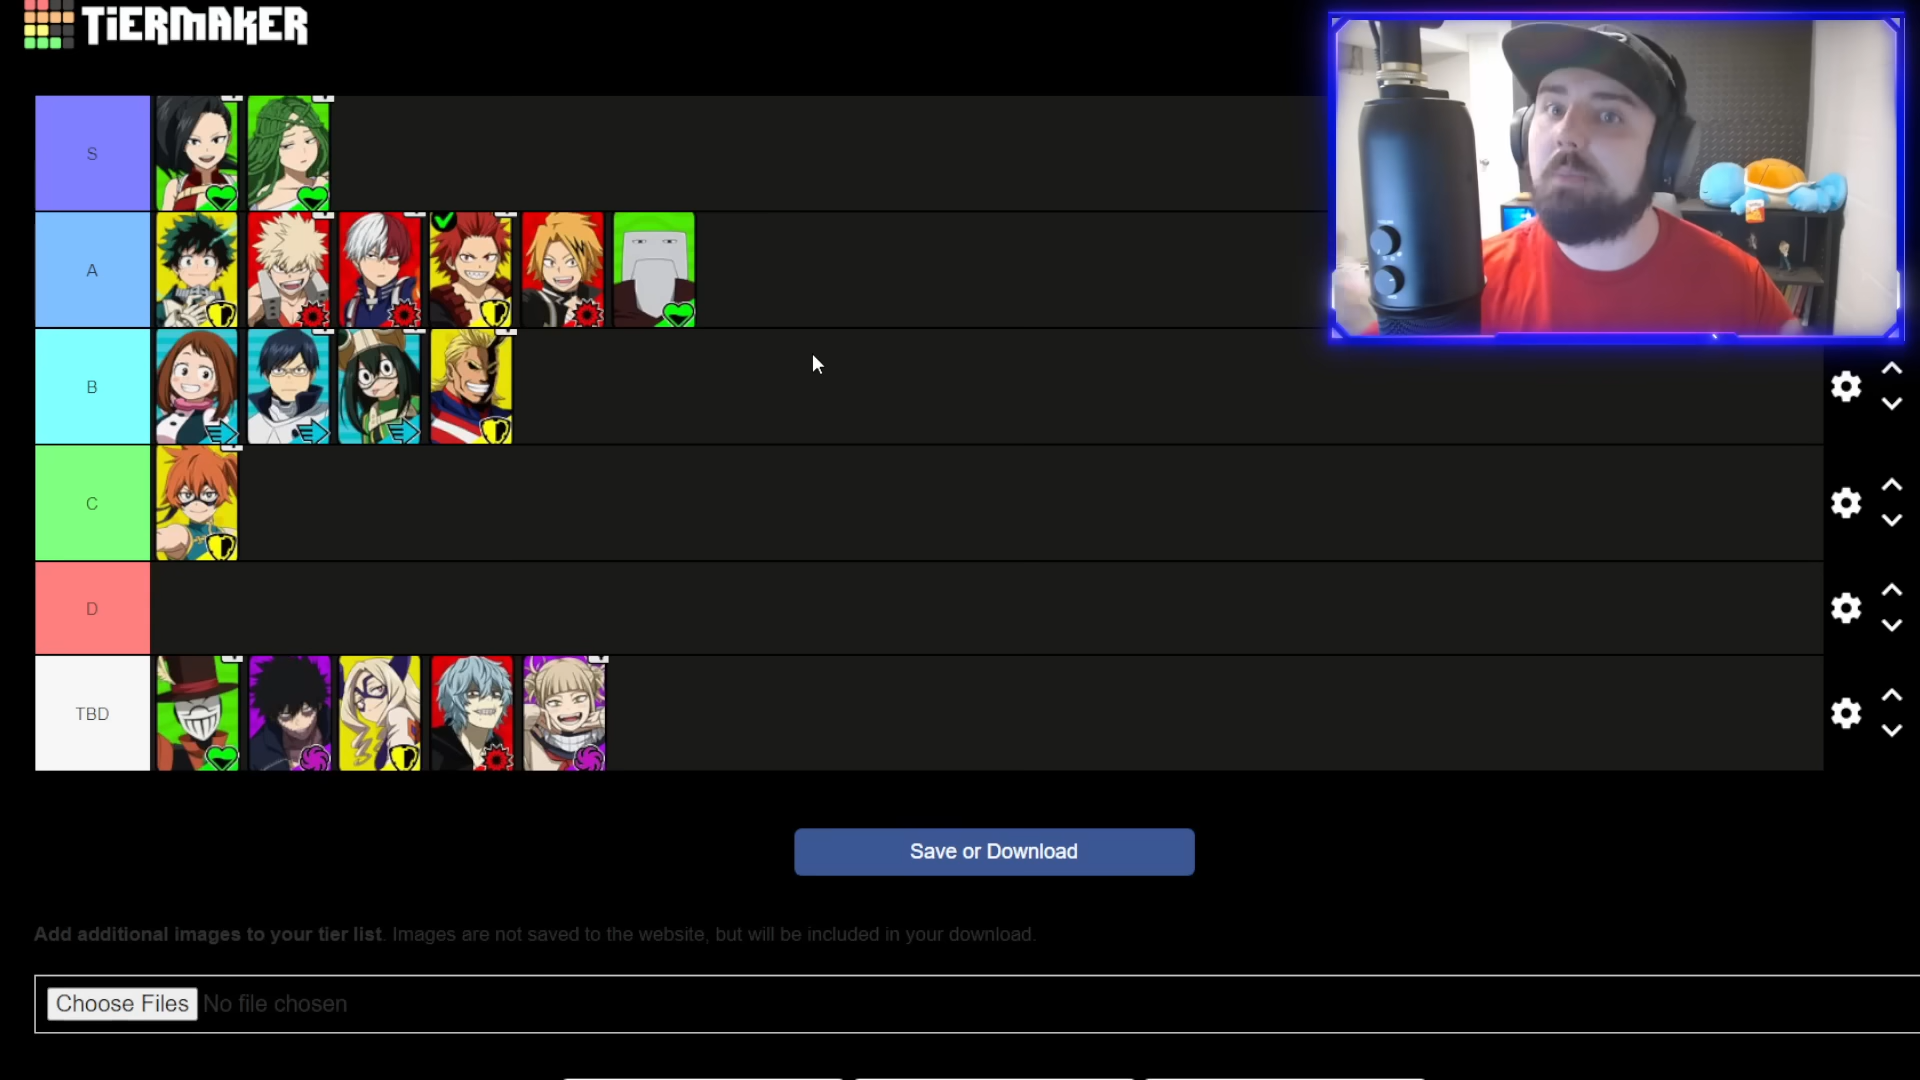 TIERMAKER
S
A
B
C
D
TBD
Save or Download
Add additional images to your tier list. Images are not saved to the website, but will be included in your download.
Choose Files No file chosen